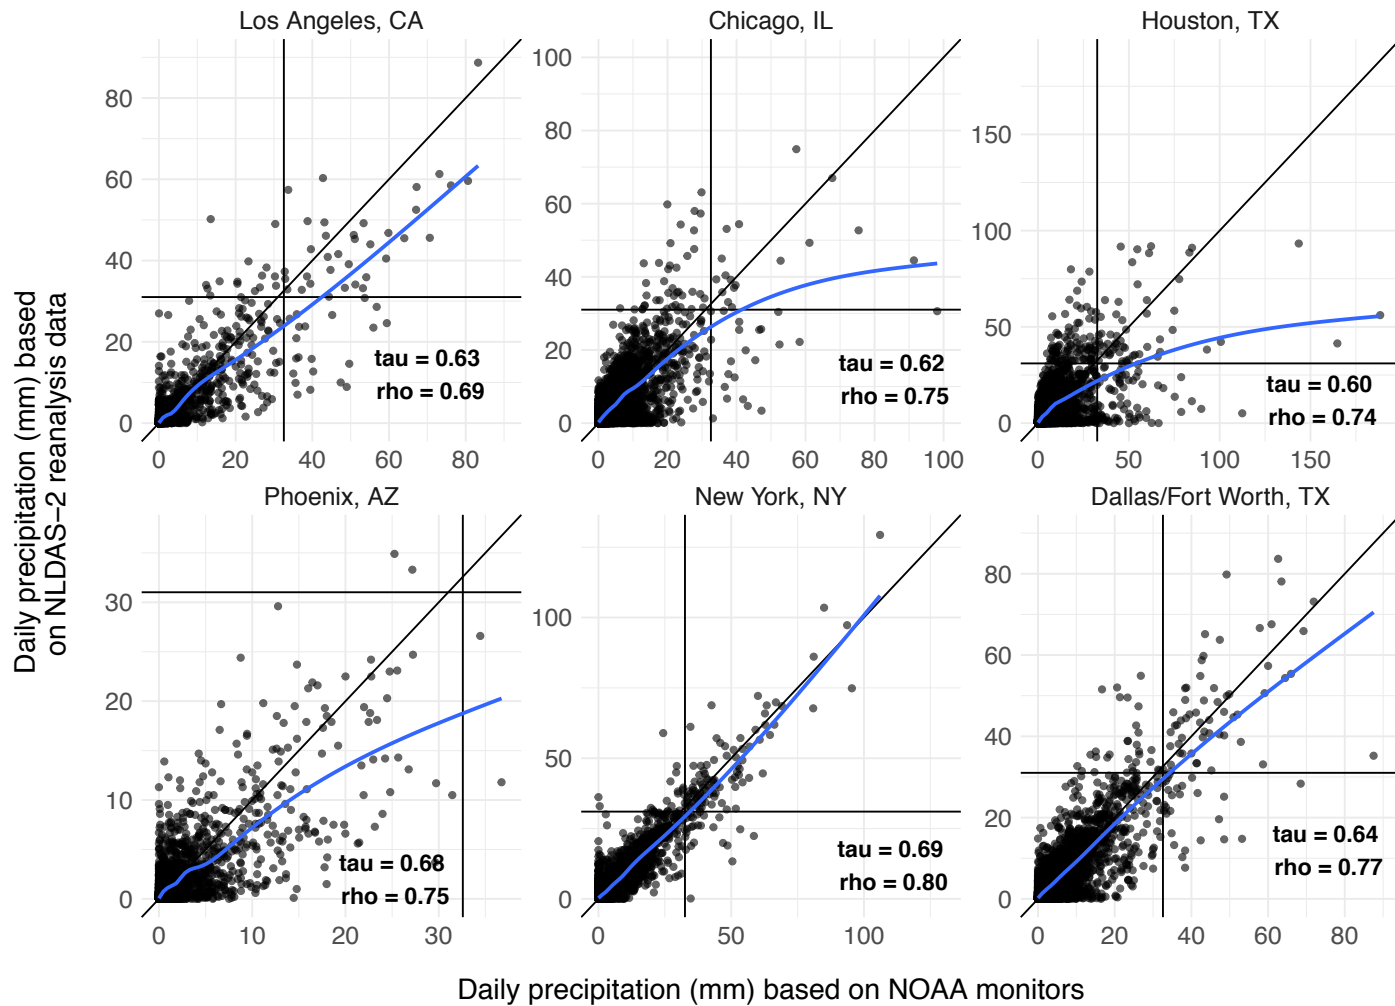 Los Angeles, CA
Chicago, IL
Houston, TX
80
60
40
20
0
0
20
40
60
80
tau = 0.63
rho = 0.69
100
80
60
40
20
0
0
20
40
60
80
100
tau = 0.62
rho = 0.75
150
100
50
0
0
50
100
150
tau = 0.60
rho = 0.74
Daily precipitation (mm) based
on NLDAS−2 reanalysis data
Phoenix, AZ
New York, NY
Dallas/Fort Worth, TX
30
20
10
0
0
10
20
30
tau = 0.68
rho = 0.75
100
50
0
0
50
100
tau = 0.69
rho = 0.80
80
60
40
20
0
0
20
40
60
80
tau = 0.64
rho = 0.77
Daily precipitation (mm) based on NOAA monitors